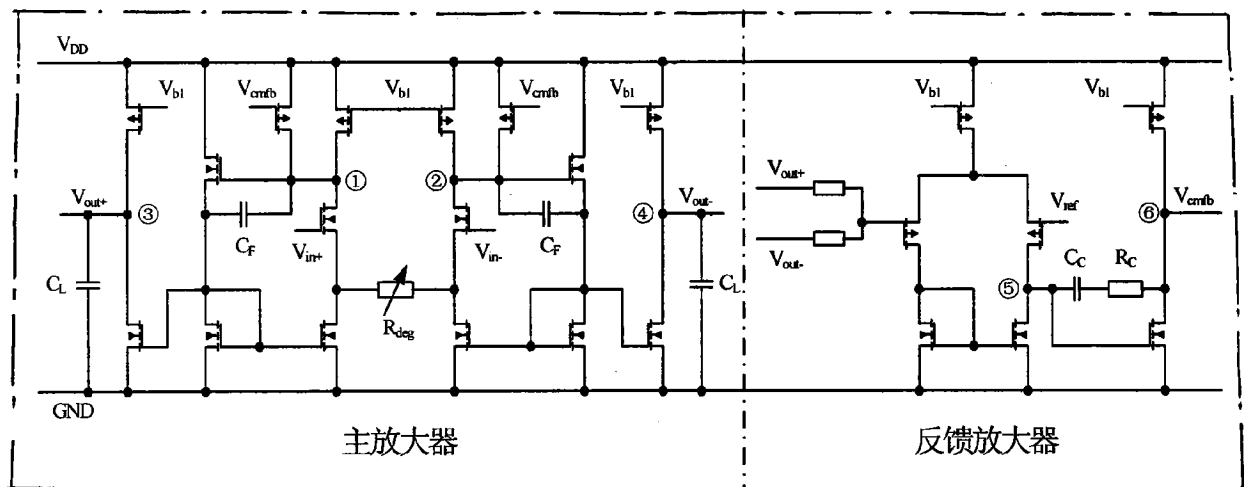 V_DD
V_b1 V_cmfb V_b1 V_cmfb V_b1 V_b1 V_b1
V_out+ ③ ① ② V_out- ④ V_out+ V_ref ⑥ V_cmfb
C_F V_in+ V_in- C_F V_out- C_C R_C
C_L R_deg C_L ⑤
GND
主放大器 反馈放大器